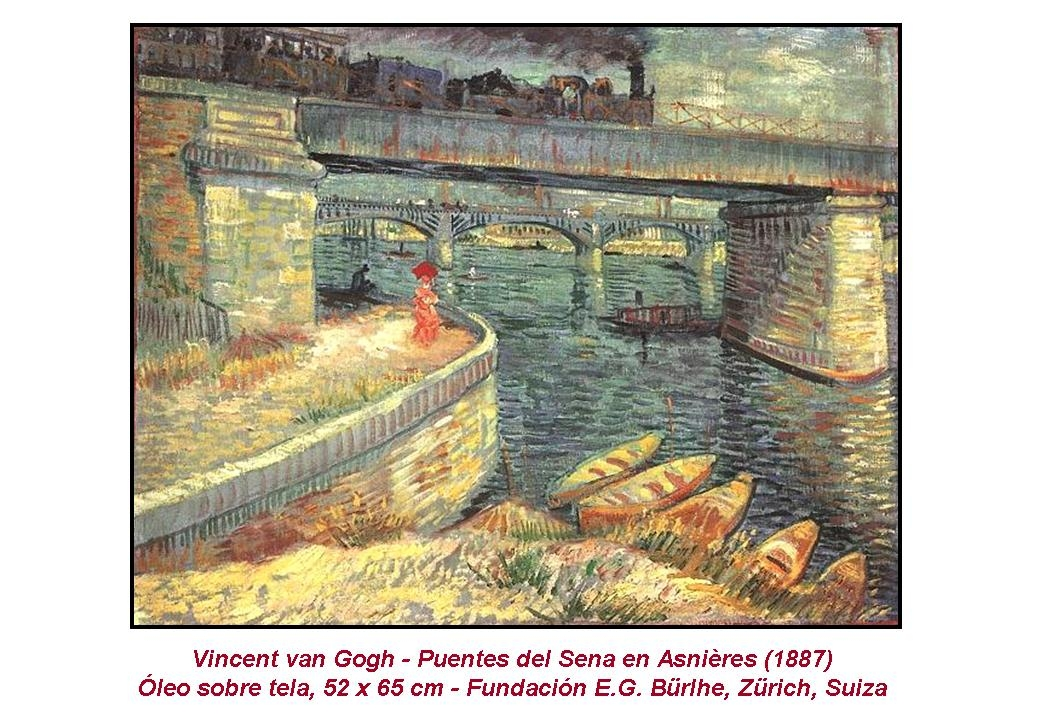 Vincent van Gogh - Puentes del Sena en Asnières (1887)
Óleo sobre tela, 52 x 65 cm - Fundación E.G. Bürlhe, Zürich, Suiza